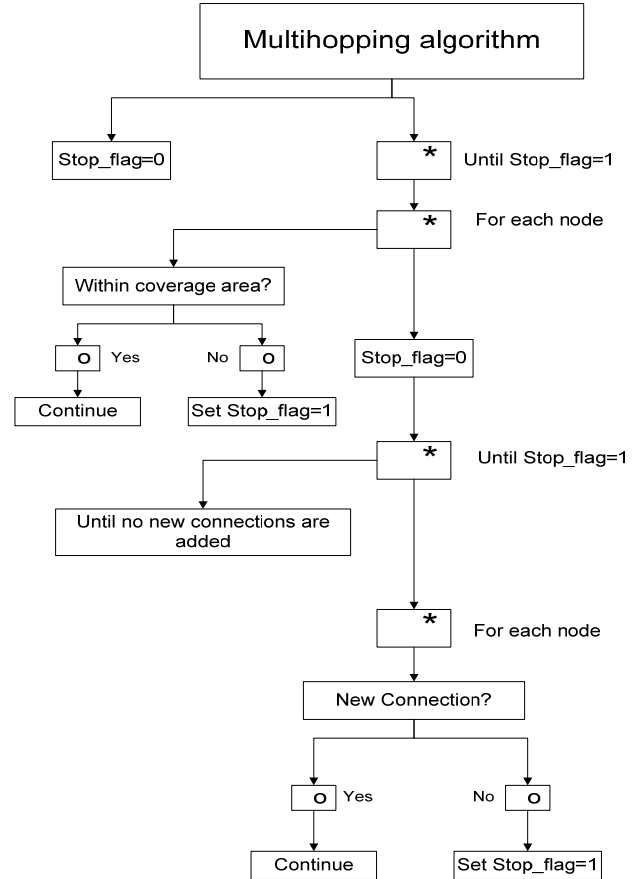 Multihopping algorithm
Stop_flag=0
*
Until Stop_flag=1
*
For each node
Within coverage area?
o
Yes
No
o
Stop_flag=0
Continue
Set Stop_flag=1
*
Until Stop_flag=1
Until no new connections are
added
*
For each node
New Connection?
o
Yes
No
o
Continue
Set Stop_flag=1